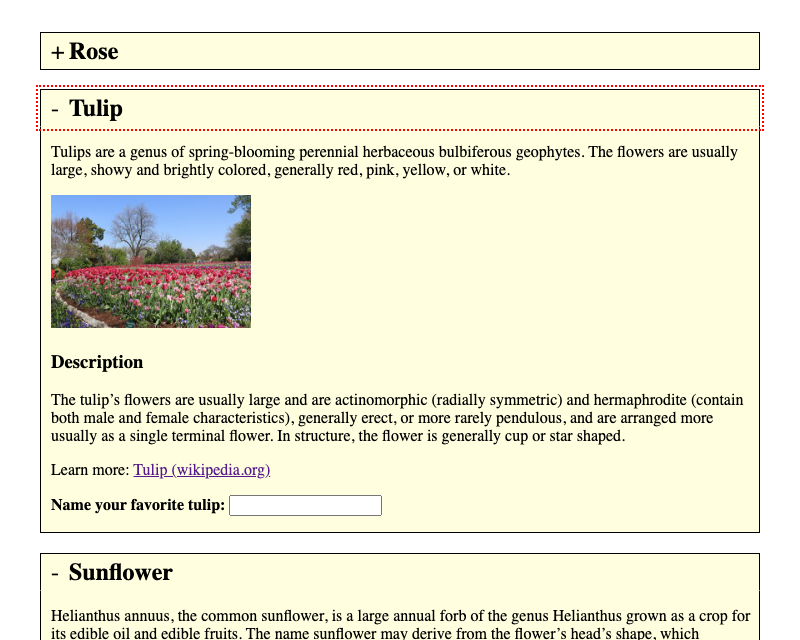 + Rose
- Tulip
Tulips are a genus of spring-blooming perennial herbaceous bulbiferous geophytes. The flowers are usually
large, showy and brightly colored, generally red, pink, yellow, or white.
Description
The tulip’s flowers are usually large and are actinomorphic (radially symmetric) and hermaphrodite (contain
both male and female characteristics), generally erect, or more rarely pendulous, and are arranged more
usually as a single terminal flower. In structure, the flower is generally cup or star shaped.
Learn more: Tulip (wikipedia.org)
Name your favorite tulip:
- Sunflower
Helianthus annuus, the common sunflower, is a large annual forb of the genus Helianthus grown as a crop for
its edible oil and edible fruits. The name sunflower may derive from the flower’s head’s shape, which